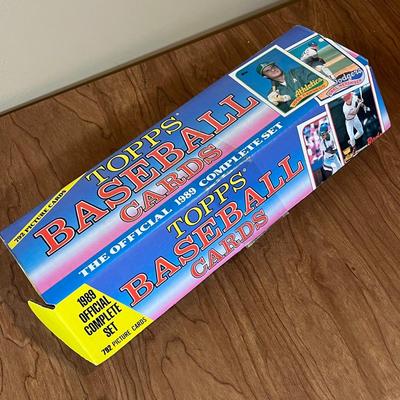 792 PICTURE CARDS
TOPPS
BASEBALL
CARDS
Athletics
Dodgers
THE OFFICIAL 1989 COMPLETE SET
TOPPS
BASEBALL
CARDS
1989
OFFICIAL
COMPLETE
SET
792 PICTURE CARDS